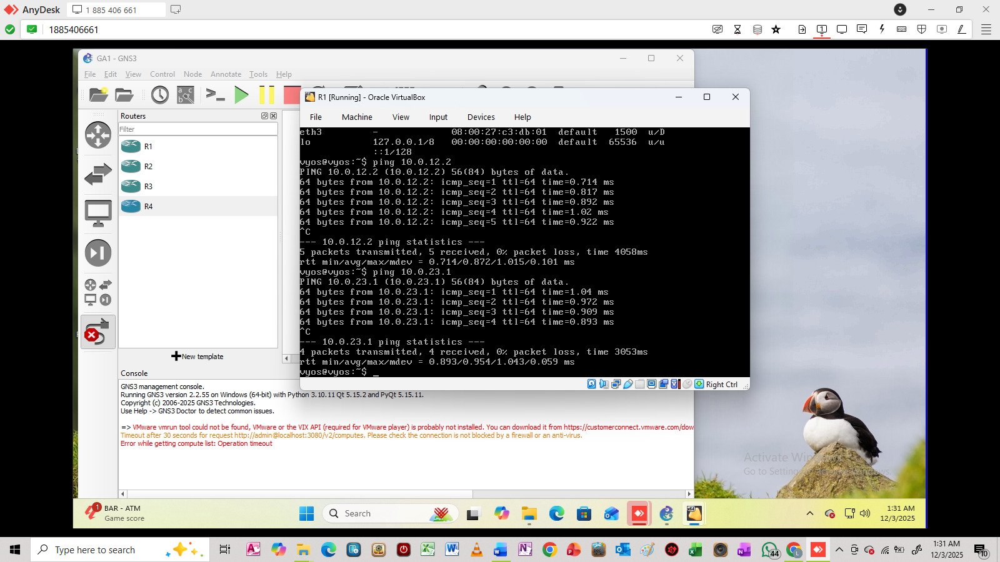 AnyDesk
1 885 406 661
1885406661
1
GA1 - GNS3
File Edit View Control Node Annotate Tools Help
R1 [Running] - Oracle VirtualBox
File Machine View Input Devices Help
Routers
Filter
R1
R2
R3
R4
New template
eth3 - 08:00:27:c3:db:01 default 1500 u/D
lo 127.0.0.1/8 00:00:00:00:00:00 default 65536 u/u
::1/128
vyos@vyos:~$ ping 10.0.12.2
PING 10.0.12.2 (10.0.12.2) 56(84) bytes of data.
64 bytes from 10.0.12.2: icmp_seq=1 ttl=64 time=0.714 ms
64 bytes from 10.0.12.2: icmp_seq=2 ttl=64 time=0.817 ms
64 bytes from 10.0.12.2: icmp_seq=3 ttl=64 time=0.892 ms
64 bytes from 10.0.12.2: icmp_seq=4 ttl=64 time=1.02 ms
64 bytes from 10.0.12.2: icmp_seq=5 ttl=64 time=0.922 ms
^C
--- 10.0.12.2 ping statistics ---
5 packets transmitted, 5 received, 0% packet loss, time 4058ms
rtt min/avg/max/mdev = 0.714/0.872/1.015/0.101 ms
vyos@vyos:~$ ping 10.0.23.1
PING 10.0.23.1 (10.0.23.1) 56(84) bytes of data.
64 bytes from 10.0.23.1: icmp_seq=1 ttl=64 time=1.04 ms
64 bytes from 10.0.23.1: icmp_seq=2 ttl=64 time=0.972 ms
64 bytes from 10.0.23.1: icmp_seq=3 ttl=64 time=0.909 ms
64 bytes from 10.0.23.1: icmp_seq=4 ttl=64 time=0.893 ms
^C
--- 10.0.23.1 ping statistics ---
4 packets transmitted, 4 received, 0% packet loss, time 3053ms
rtt min/avg/max/mdev = 0.893/0.954/1.043/0.059 ms
vyos@vyos:~$ _
Right Ctrl
Console
GNS3 management console.
Running GNS3 version 2.2.55 on Windows (64-bit) with Python 3.10.11 Qt 5.15.2 and PyQt 5.15.11.
Copyright (c) 2006-2025 GNS3 Technologies.
Use Help -> GNS3 Doctor to detect common issues.
=> VMware vmrun tool could not be found, VMware or the VIX API (required for VMware player) is probably not installed. You can download it from https://customerconnect.vmware.com/dow
Timeout after 30 seconds for request http://admin@localhost:3080/v2/computes. Please check the connection is not blocked by a firewall or an anti-virus.
Error while getting compute list: Operation timeout
Activate Windows
Go to Settings to activate Windows.
1
BAR - ATM
Game score
Search
1:31 AM
12/3/2025
Type here to search
44
1:31 AM
12/3/2025
10